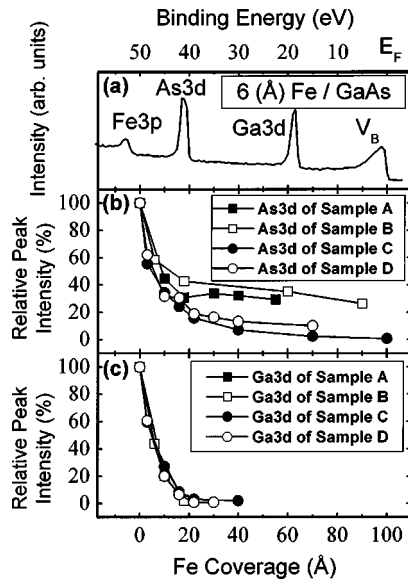 Binding Energy (eV)
50 40 30 20 10 E_F
Intensity (arb. units)
(a) As3d 6 (Å) Fe / GaAs
Fe3p Ga3d V_B
Relative Peak
Intensity (%)
100
80
60
40
20
0
(b)
As3d of Sample A
As3d of Sample B
As3d of Sample C
As3d of Sample D
Relative Peak
Intensity (%)
100
80
60
40
20
0
(c)
Ga3d of Sample A
Ga3d of Sample B
Ga3d of Sample C
Ga3d of Sample D
0 20 40 60 80 100
Fe Coverage (Å)